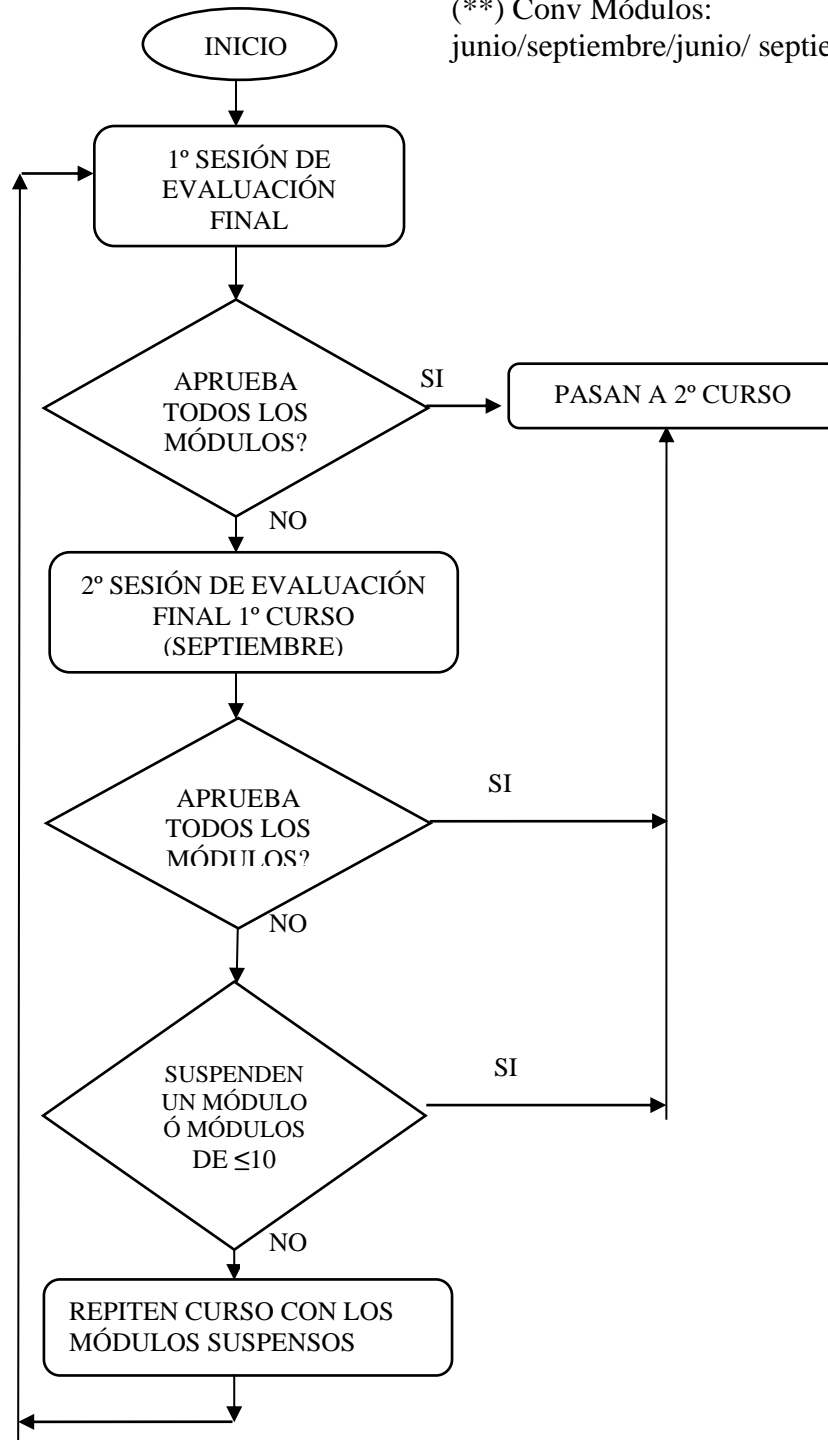 (**) Conv Módulos:
junio/septiembre/junio/
INICIO
1º SESIÓN DE
EVALUACIÓN
FINAL
APRUEBA
TODOS LOS
MÓDULOS?
SI
PASAN A 2º CURSO
NO
2º SESIÓN DE EVALUACIÓN
FINAL 1º CURSO
(SEPTIEMBRE)
APRUEBA
TODOS LOS
MÓDULOS?
SI
NO
SUSPENDEN
UN MÓDULO
Ó MÓDULOS
DE ≤10
SI
NO
REPITEN CURSO CON LOS
MÓDULOS SUSPENSOS